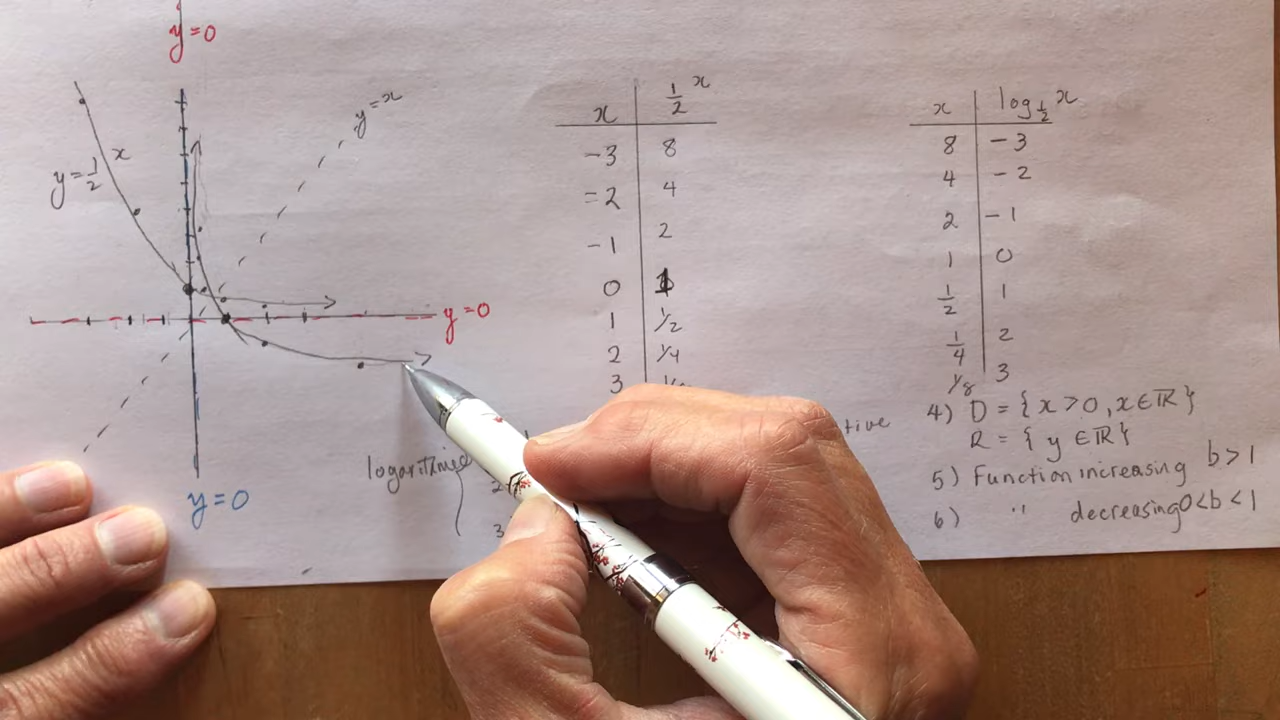 y = 0
y = x
y = 1/2 x
y = 0
y = 0
x | 1/2 x
-3 | 8
=2 | 4
-1 | 2
0 | 1
1 | 1/2
2 | 1/4
3
x | log 1/2 x
8 | -3
4 | -2
2 | -1
1 | 0
1/2 | 1
1/4 | 2
1/8 | 3
4) D = { x > 0, x ∈ ℝ }
R = { y ∈ ℝ }
5) Function increasing b > 1
6) " decreasing 0 < b < 1